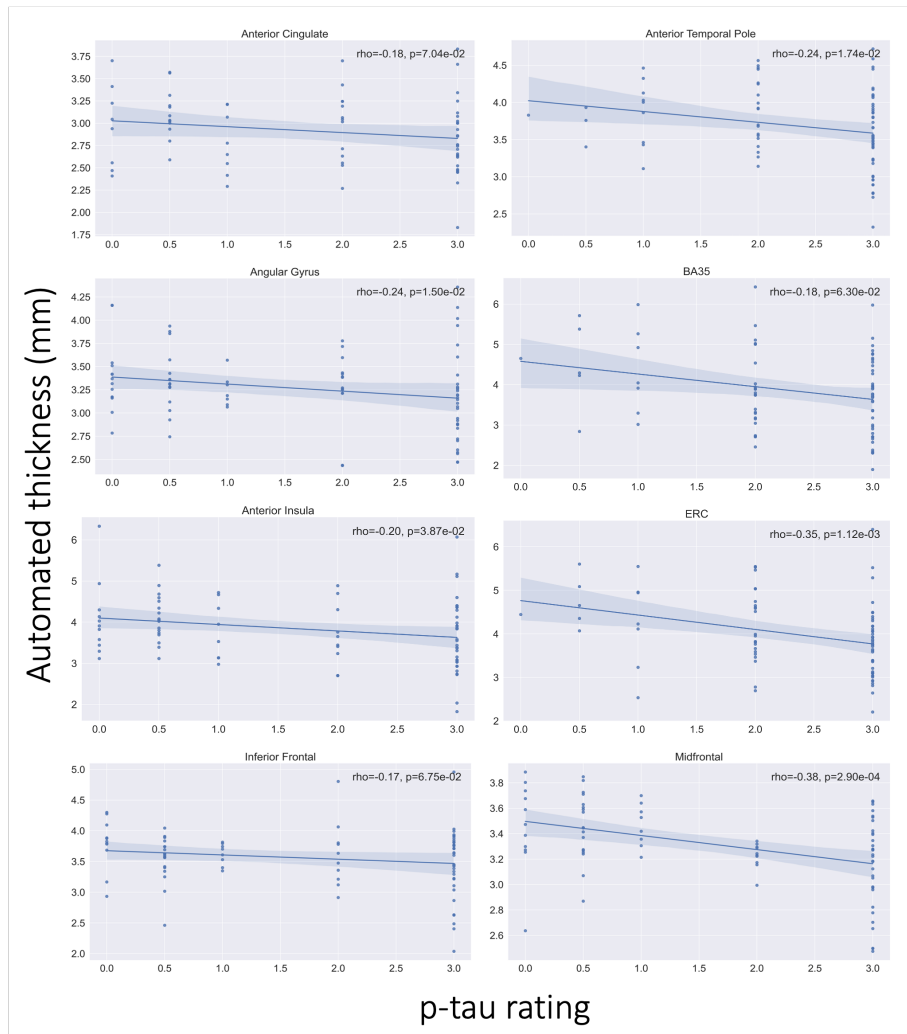 Anterior Cingulate
rho=-0.18, p=7.04e-02
3.75
3.50
3.25
3.00
2.75
2.50
2.25
2.00
1.75
0.0 0.5 1.0 1.5 2.0 2.5 3.0
Anterior Temporal Pole
rho=-0.24, p=1.74e-02
4.5
4.0
3.5
3.0
2.5
0.0 0.5 1.0 1.5 2.0 2.5 3.0
Automated thickness (mm)
Angular Gyrus
rho=-0.24, p=1.50e-02
4.25
4.00
3.75
3.50
3.25
3.00
2.75
2.50
0.0 0.5 1.0 1.5 2.0 2.5 3.0
BA35
rho=-0.18, p=6.30e-02
6
5
4
3
2
0.0 0.5 1.0 1.5 2.0 2.5 3.0
Anterior Insula
rho=-0.20, p=3.87e-02
6
5
4
3
2
0.0 0.5 1.0 1.5 2.0 2.5 3.0
ERC
rho=-0.35, p=1.12e-03
6
5
4
3
2
0.0 0.5 1.0 1.5 2.0 2.5 3.0
Inferior Frontal
rho=-0.17, p=6.75e-02
5.0
4.5
4.0
3.5
3.0
2.5
2.0
0.0 0.5 1.0 1.5 2.0 2.5 3.0
Midfrontal
rho=-0.38, p=2.90e-04
3.8
3.6
3.4
3.2
3.0
2.8
2.6
0.0 0.5 1.0 1.5 2.0 2.5 3.0
p-tau rating